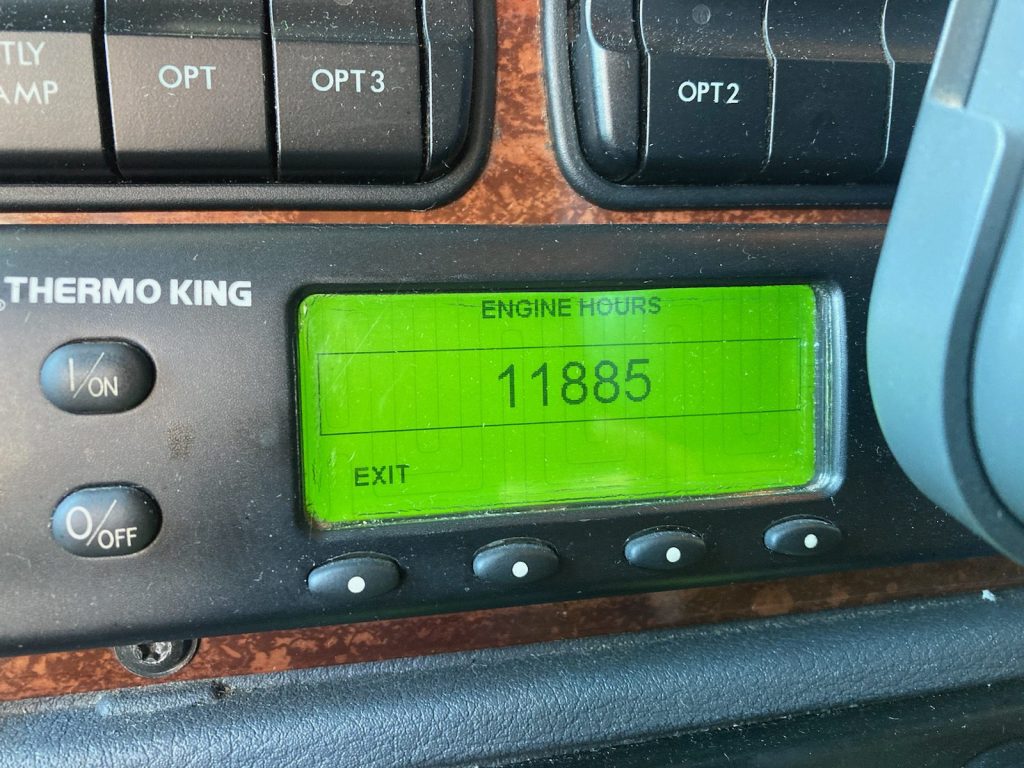 TLY
AMP
OPT
OPT3
OPT2
® THERMO KING
ENGINE HOURS
11885
EXIT
I/ON
O/OFF